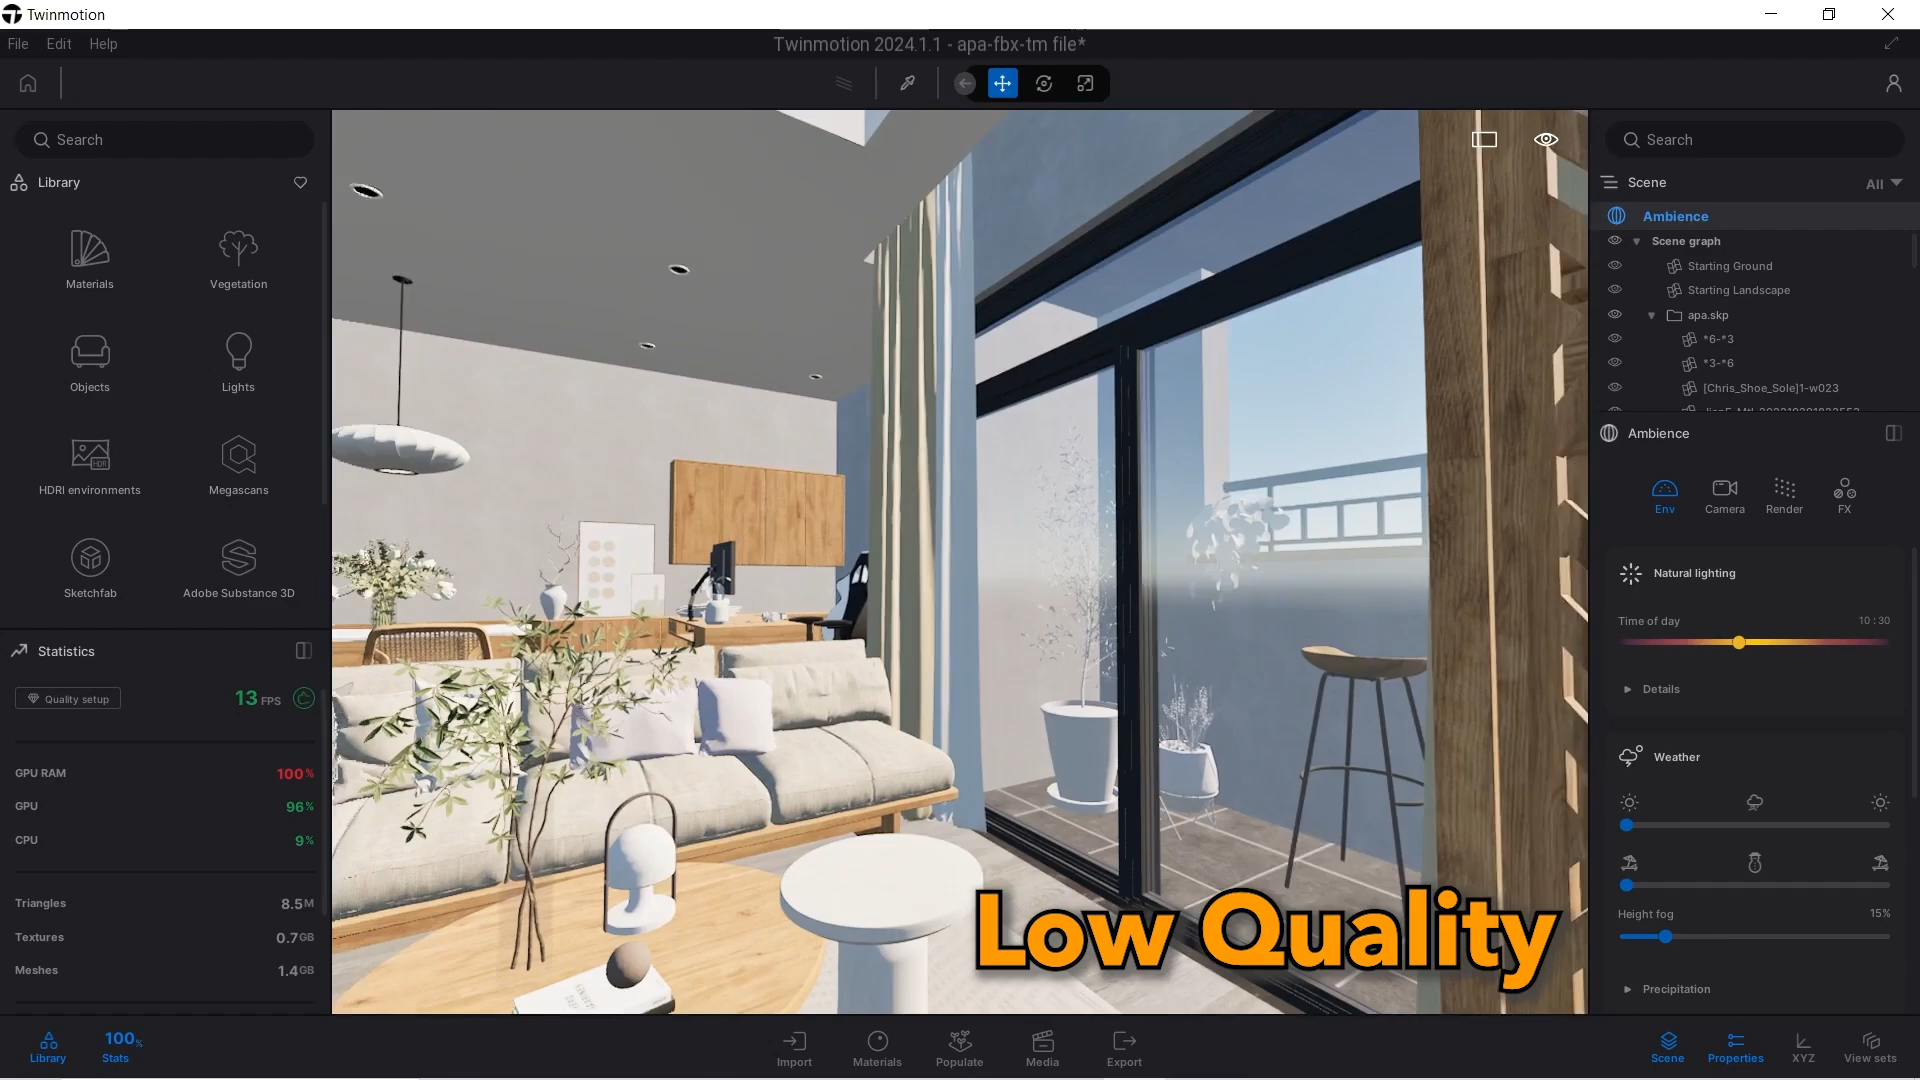 Twinmotion
File Edit Help
Twinmotion 2024.1.1 - apa-fbx-tm file*
Search
Library
Materials
Vegetation
Objects
Lights
HDR
HDRI environments
Megascans
Sketchfab
Adobe Substance 3D
Statistics
Quality setup
13 FPS
GPU RAM 100%
GPU 96%
CPU 9%
Triangles 8.5M
Textures 0.7GB
Meshes 1.4GB
Low Quality
Search
Scene All
Ambience
Scene graph
Starting Ground
Starting Landscape
apa.skp
*6-*3
*3-*6
[Chris_Shoe_Sole]1-w023
Ambience
Env Camera Render FX
Natural lighting
Time of day 10 : 30
Details
Weather
Height fog 15%
Precipitation
Library
100% Stats
Import
Materials
Populate
Media
Export
Scene
Properties
XYZ
View sets